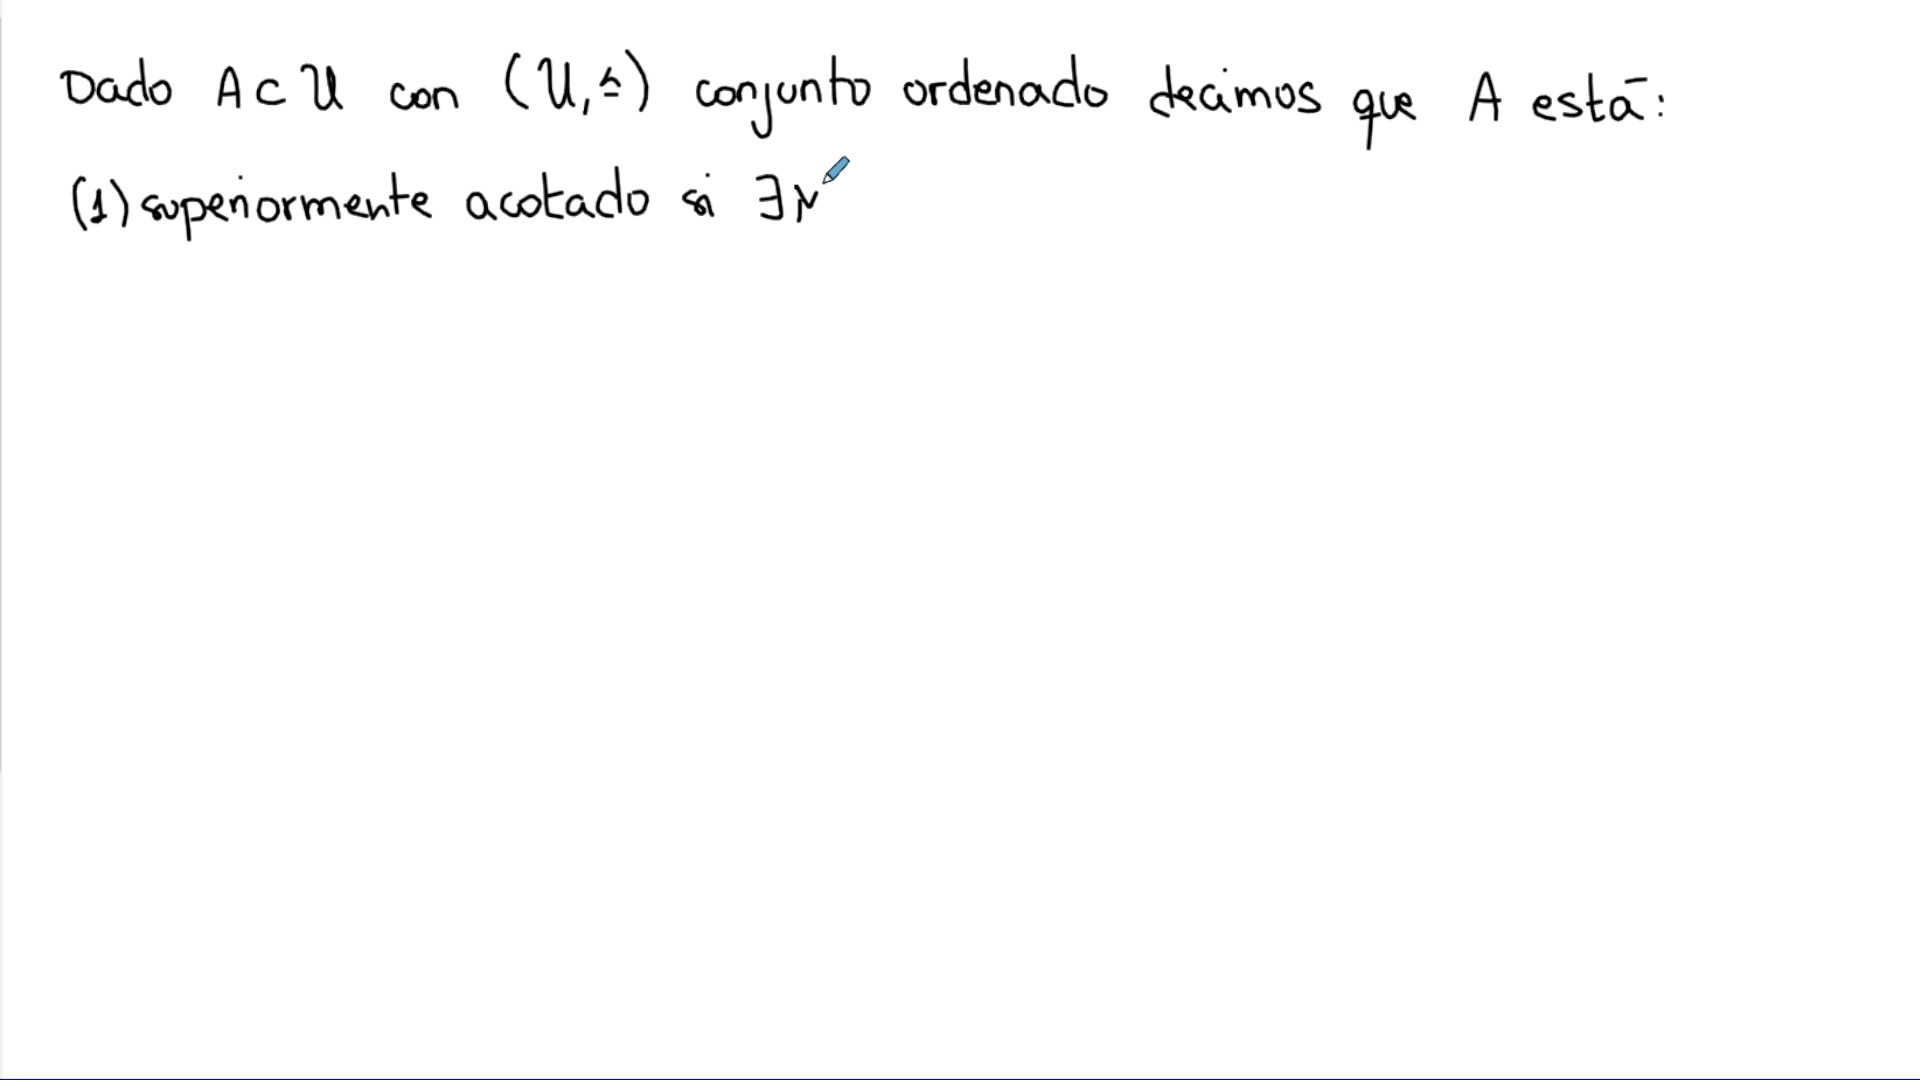 Dado A ⊂ U con (U, ≤) conjunto ordenado decimos que A está:
(1) superiormente acotado si ∃